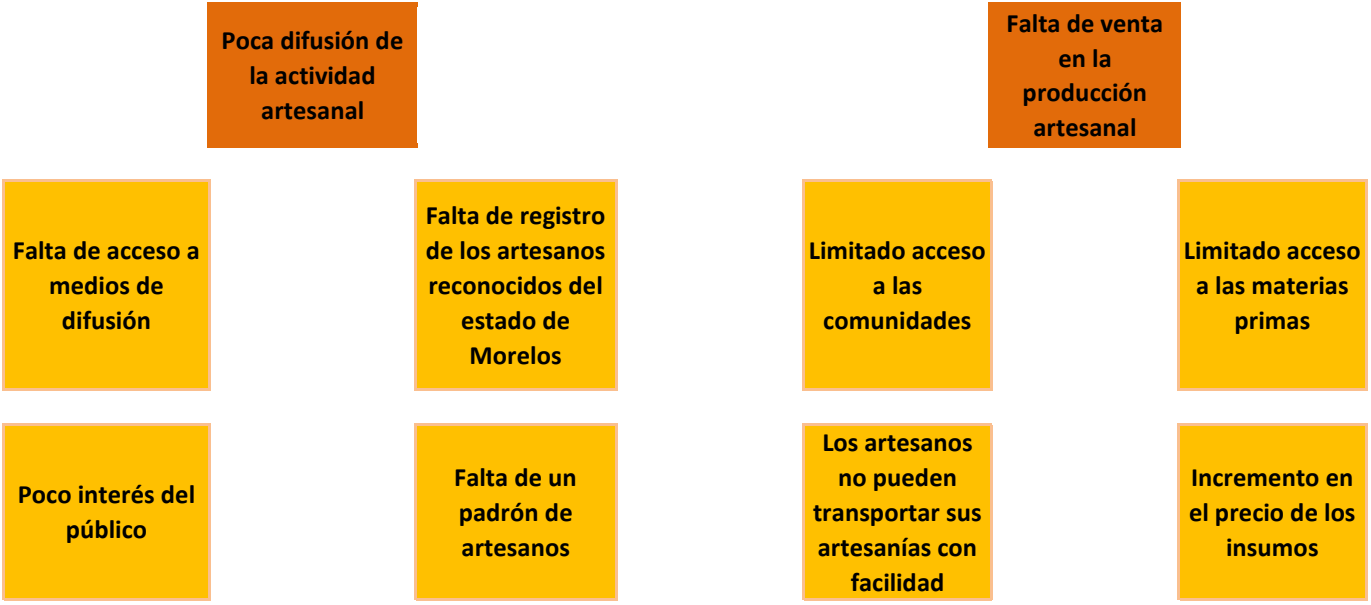 Poca difusión de
la actividad
artesanal
Falta de venta
en la
producción
artesanal
Falta de acceso a
medios de
difusión
Falta de registro
de los artesanos
reconocidos del
estado de
Morelos
Limitado acceso
a las
comunidades
Limitado acceso
a las materias
primas
Poco interés del
público
Falta de un
padrón de
artesanos
Los artesanos
no pueden
transportar sus
artesanías con
facilidad
Incremento en
el precio de los
insumos